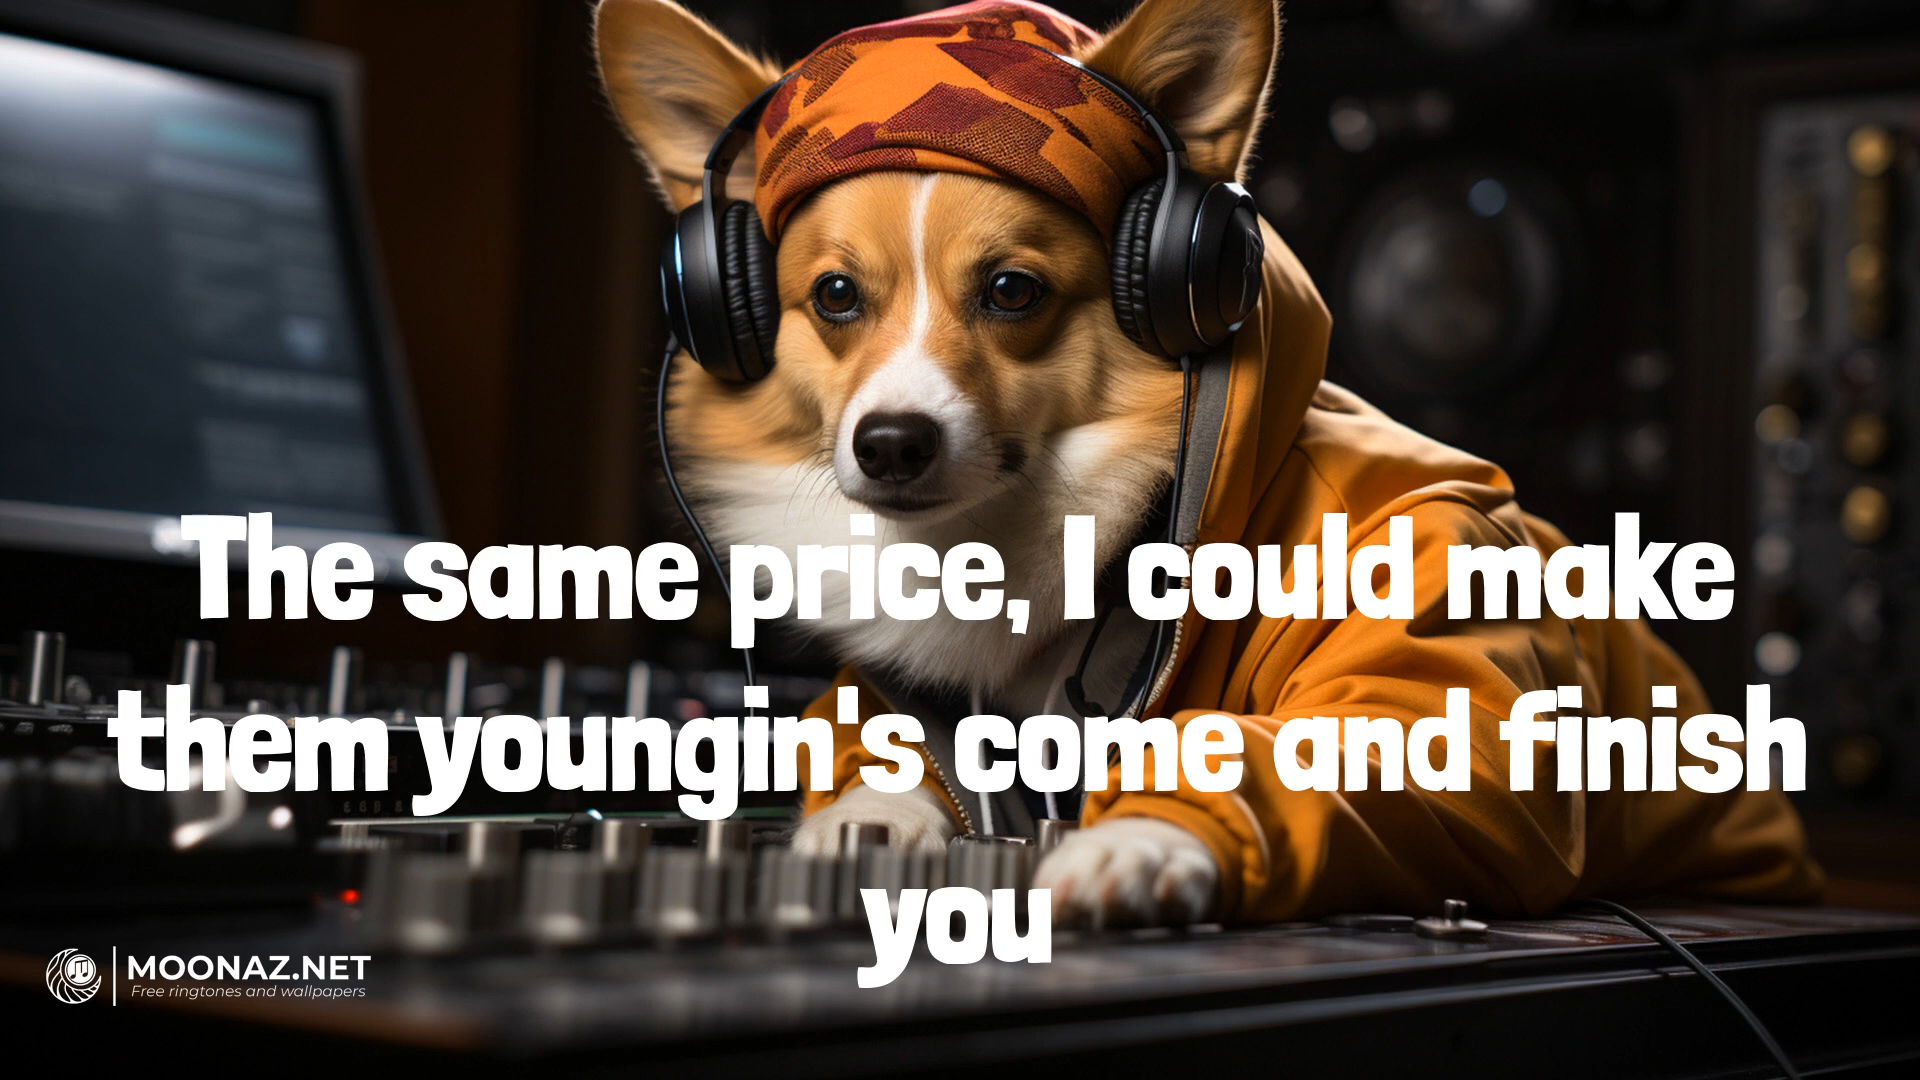 The same price, I could make
them youngin's come and finish
you
MOONAZ.NET
Free ringtones and wallpapers